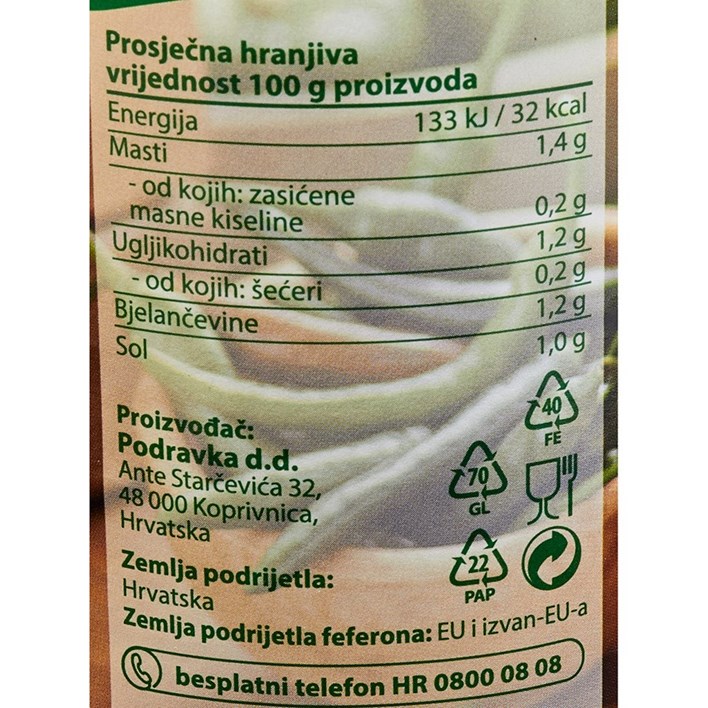 Prosječna hranjiva
vrijednost 100 g proizvoda
Energija 133 kJ / 32 kcal
Masti 1,4 g
- od kojih: zasićene
masne kiseline 0,2 g
Ugljikohidrati 1,2 g
- od kojih: šećeri 0,2 g
Bjelančevine 1,2 g
Sol 1,0 g
40
FE
Proizvođač:
Podravka d.d.
Ante Starčevića 32,
48 000 Koprivnica,
Hrvatska
70
GL
22
PAP
Zemlja podrijetla:
Hrvatska
Zemlja podrijetla feferona: EU i izvan-EU-a
besplatni telefon HR 0800 08 08